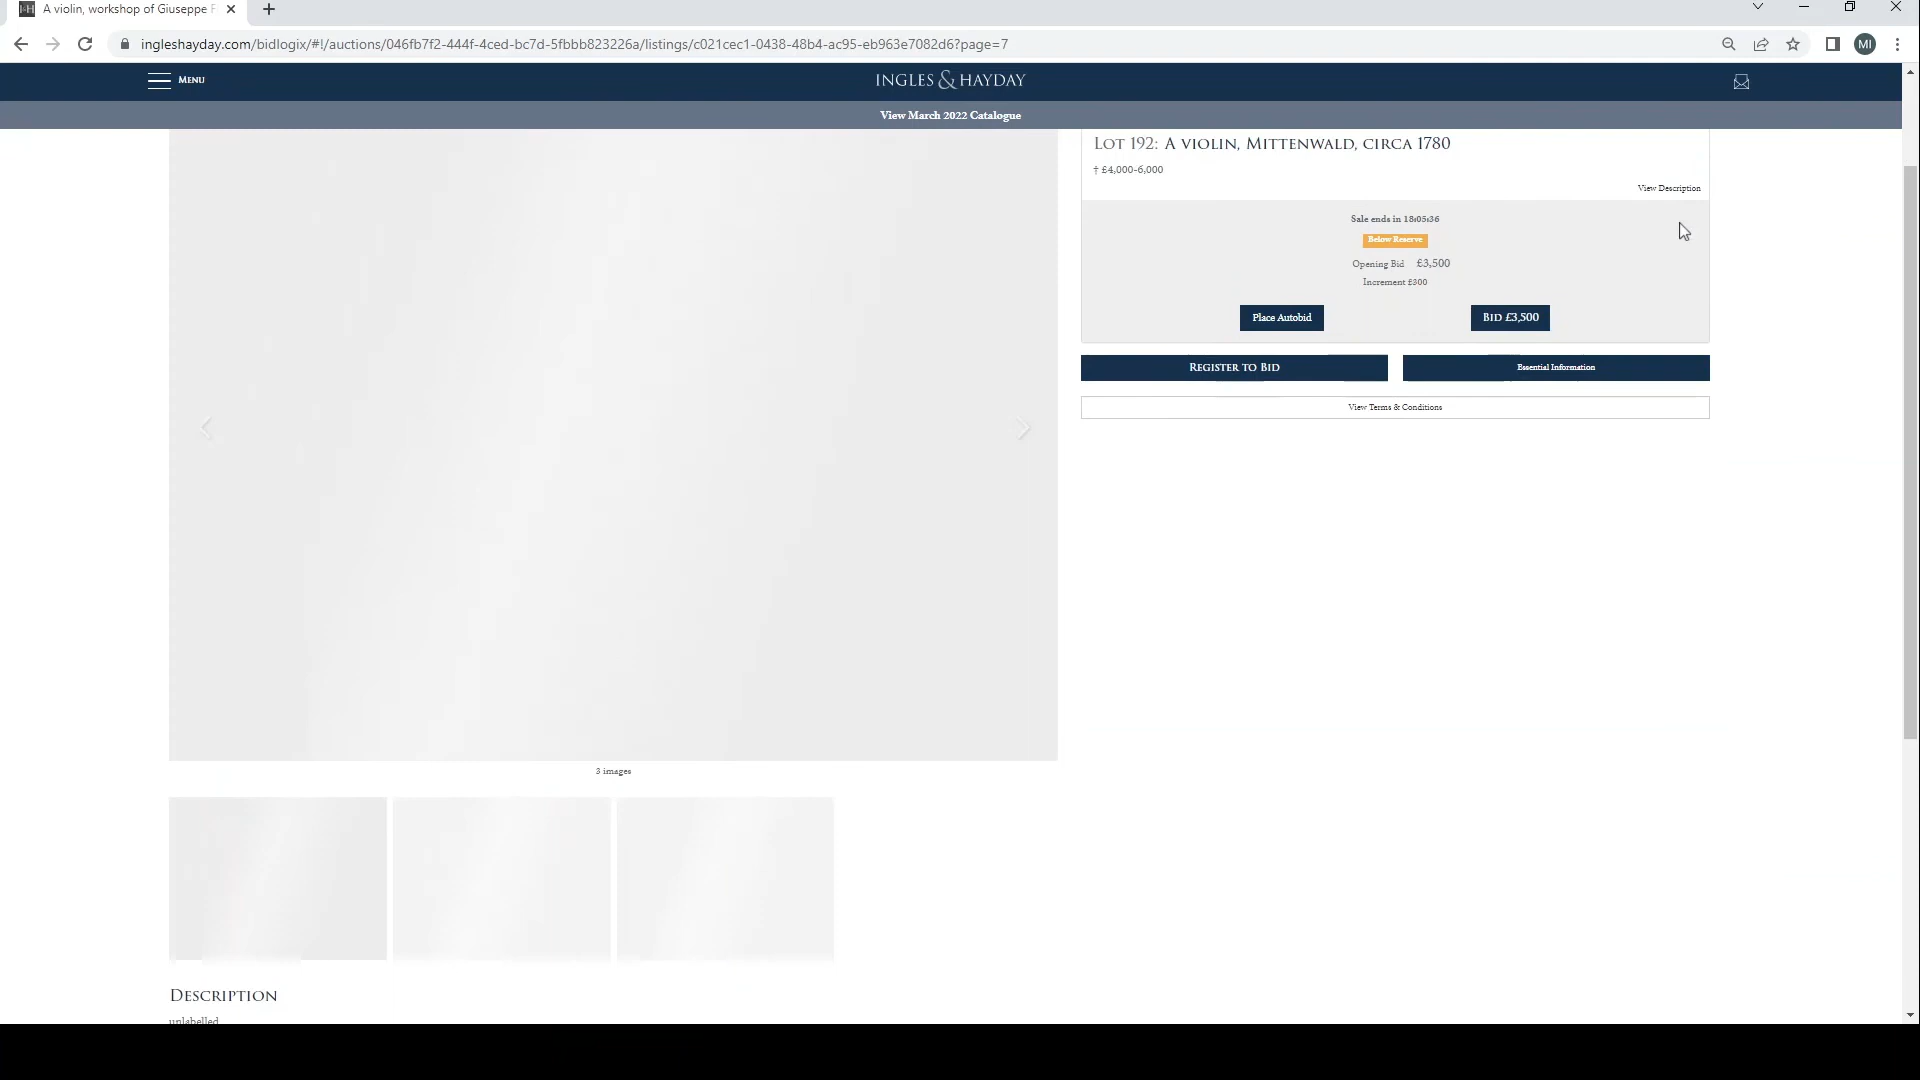 A violin, workshop of Giuseppe F
ingleshayday.com/bidlogix/#!/auctions/046fb7f2-444f-4ced-bc7d-5fbbb823226a/listings/c021cec1-0438-48b4-ac95-eb963e7082d6?page=7
MI
MENU
INGLES & HAYDAY
View March 2022 Catalogue
LOT 192: A VIOLIN, MITTENWALD, CIRCA 1780
† £4,000-6,000
View Description
Sale ends in 18:05:36
Below Reserve
Opening Bid £3,500
Increment £300
Place Autobid
BID £3,500
REGISTER TO BID
Essential Information
View Terms & Conditions
3 images
DESCRIPTION
unlabelled